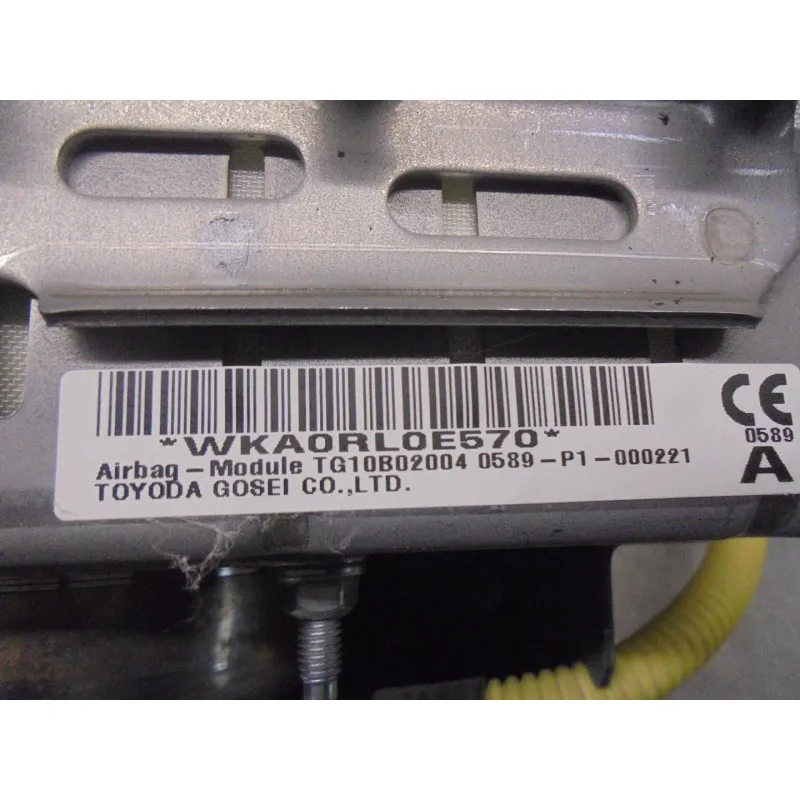 *WKA0RL0E570*
Airbag-Module TG10B02004 0589-P1-000221
TOYODA GOSEI CO.,LTD.
CE
0589
A